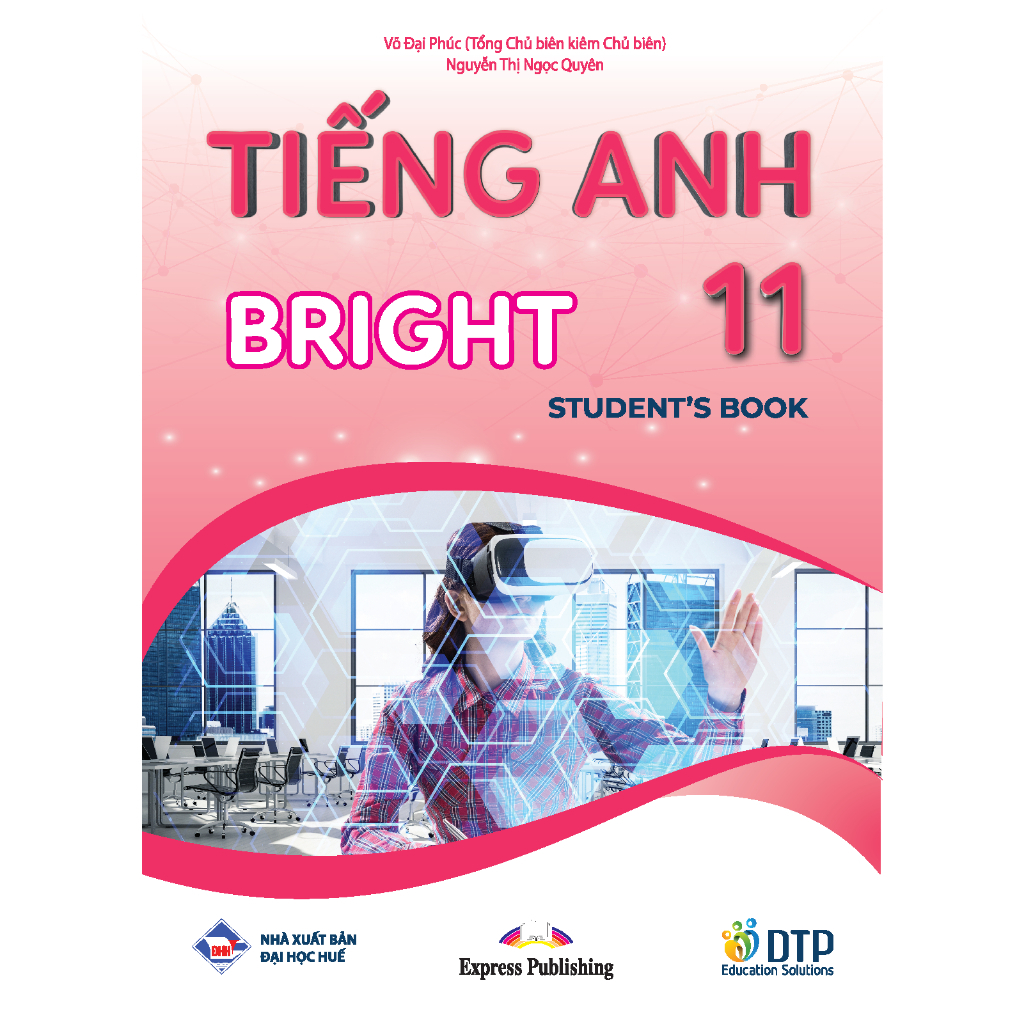 Võ Đại Phúc (Tổng Chủ biên kiêm Chủ biên)
Nguyễn Thị Ngọc Quyên
TIẾNG ANH
11
BRIGHT
STUDENT'S BOOK
ĐHH
NHÀ XUẤT BẢN
ĐẠI HỌC HUẾ
Express Publishing
DTP
Education Solutions